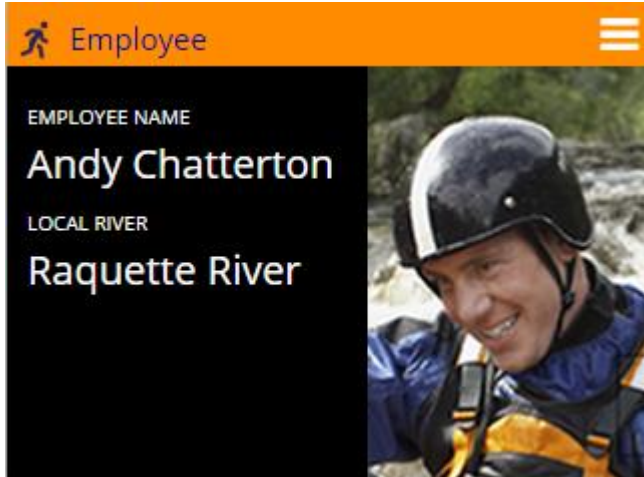 Employee
EMPLOYEE NAME
Andy Chatterton
LOCAL RIVER
Raquette River